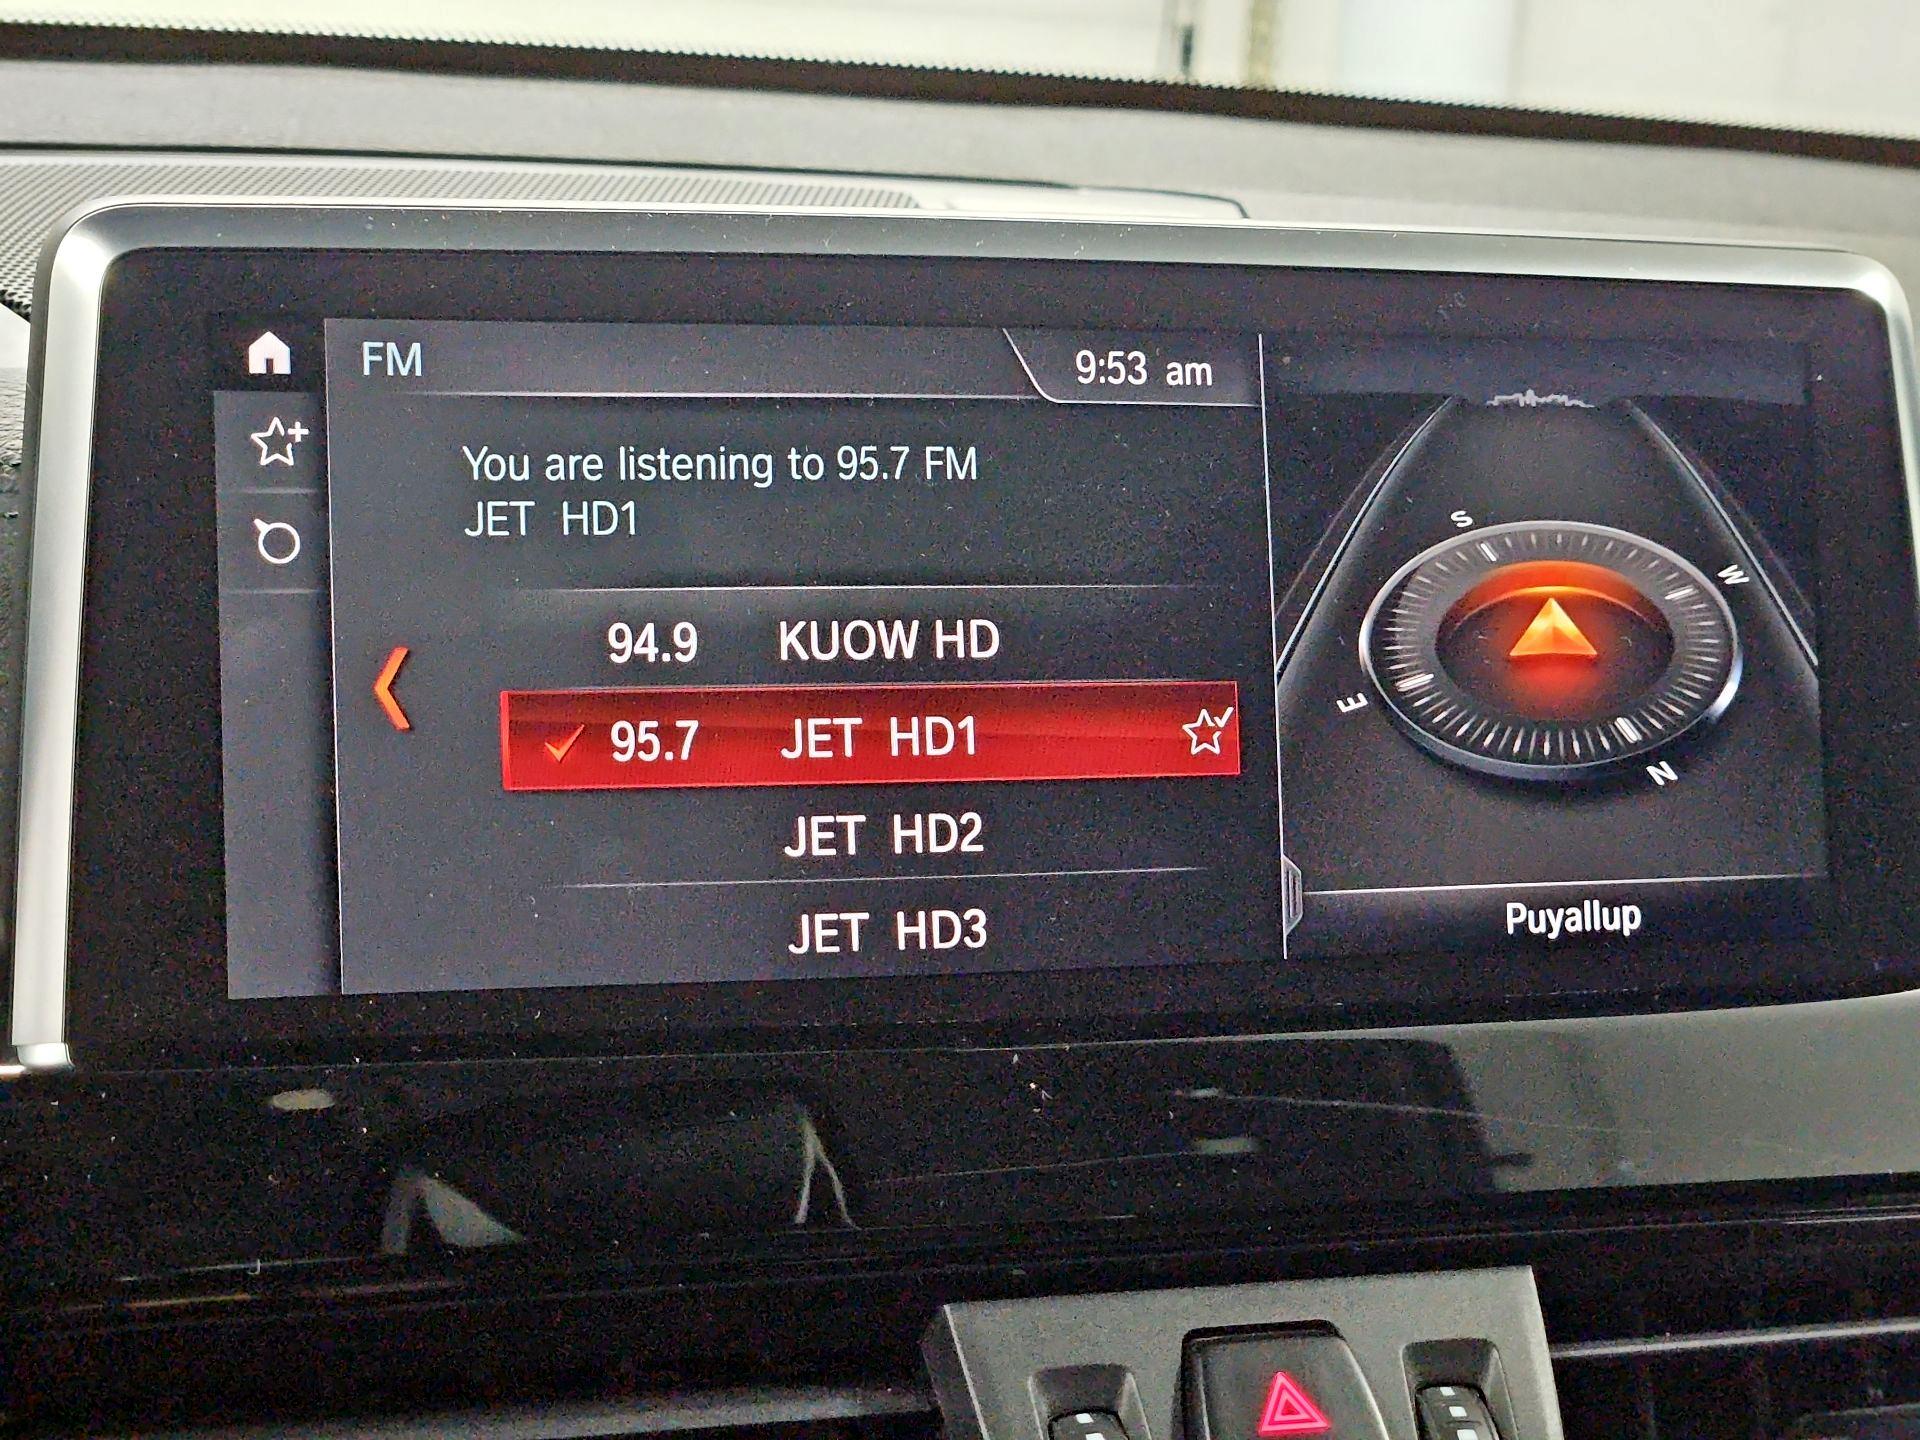 FM
9:53 am
You are listening to 95.7 FM
JET HD1
94.9 KUOW HD
95.7 JET HD1
JET HD2
JET HD3
S
W
E
N
Puyallup